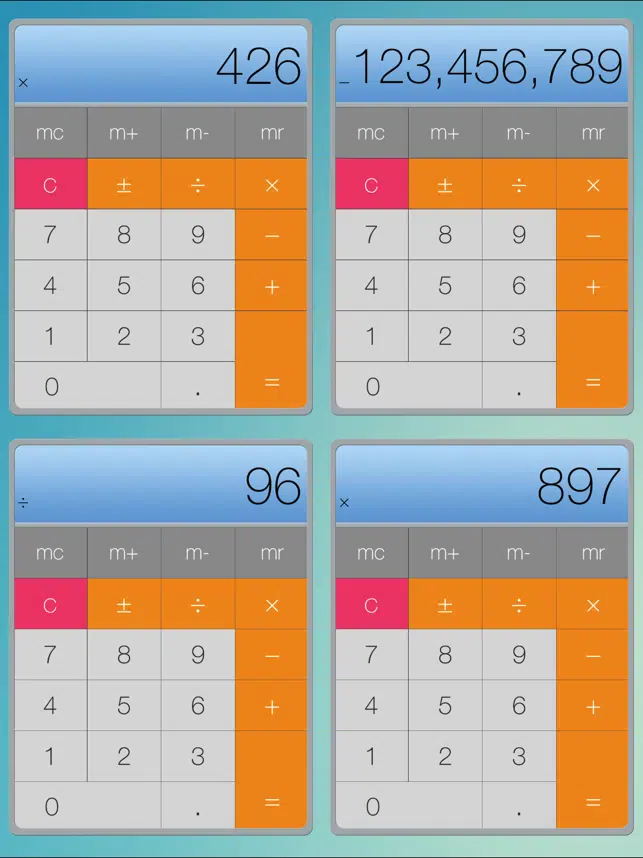 426
×
mc m+ m- mr
C ± ÷ ×
7 8 9 −
4 5 6 +
1 2 3
0 . =
123,456,789
−
mc m+ m- mr
C ± ÷ ×
7 8 9 −
4 5 6 +
1 2 3
0 . =
96
÷
mc m+ m- mr
C ± ÷ ×
7 8 9 −
4 5 6 +
1 2 3
0 . =
897
×
mc m+ m- mr
C ± ÷ ×
7 8 9 −
4 5 6 +
1 2 3
0 . =